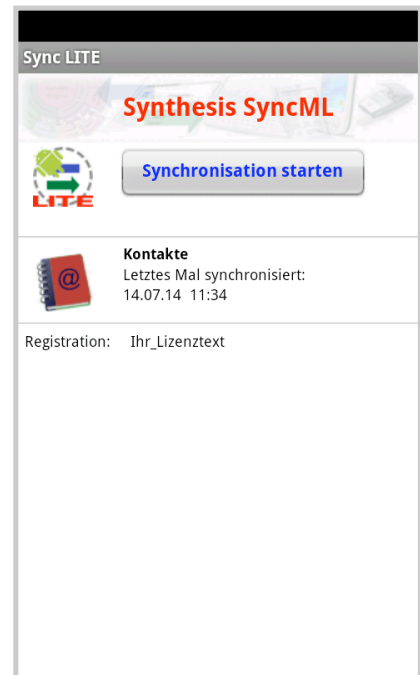 Sync LITE
Synthesis SyncML
Synchronisation starten
LITE
Kontakte
Letztes Mal synchronisiert:
14.07.14 11:34
@
Registration: Ihr_Lizenztext